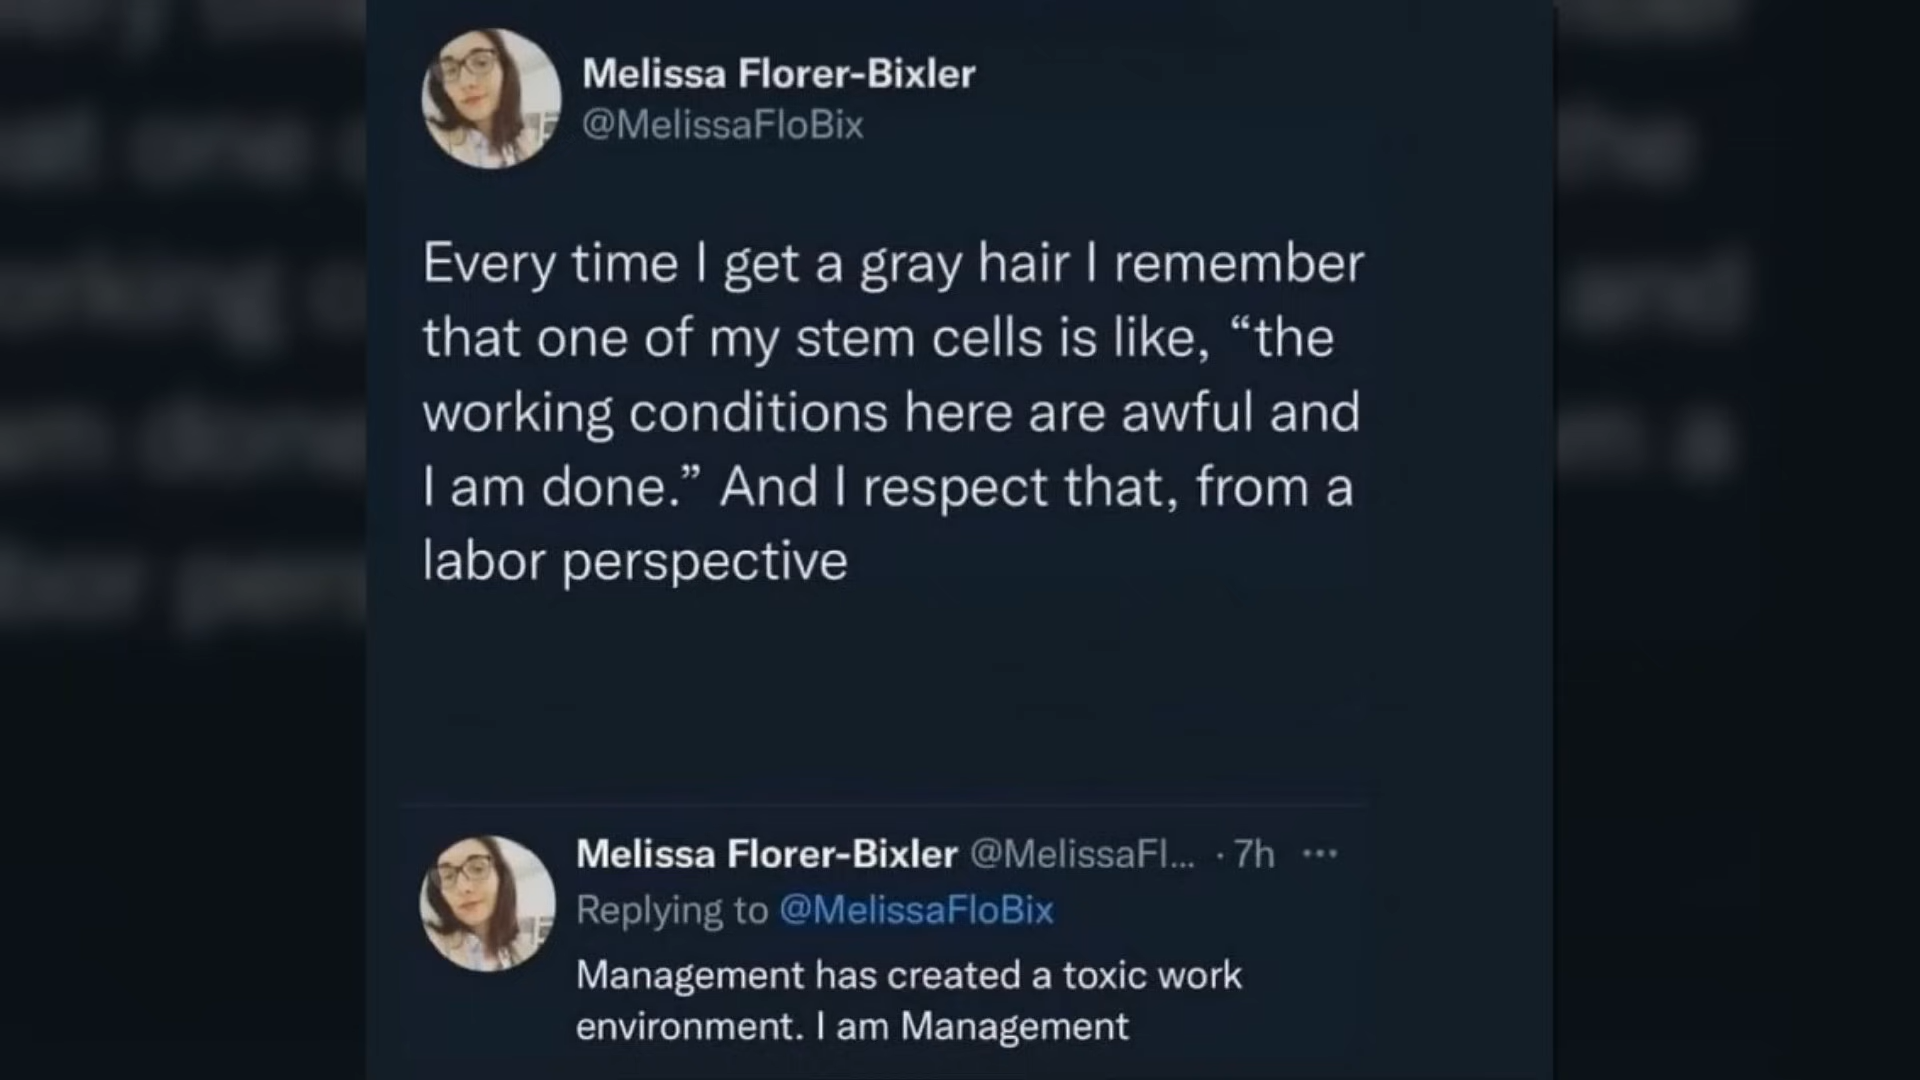 Melissa Florer-Bixler
@MelissaFloBix
Every time I get a gray hair I remember
that one of my stem cells is like, “the
working conditions here are awful and
I am done.” And I respect that, from a
labor perspective
Melissa Florer-Bixler @MelissaFl... · 7h ...
Replying to @MelissaFloBix
Management has created a toxic work
environment. I am Management